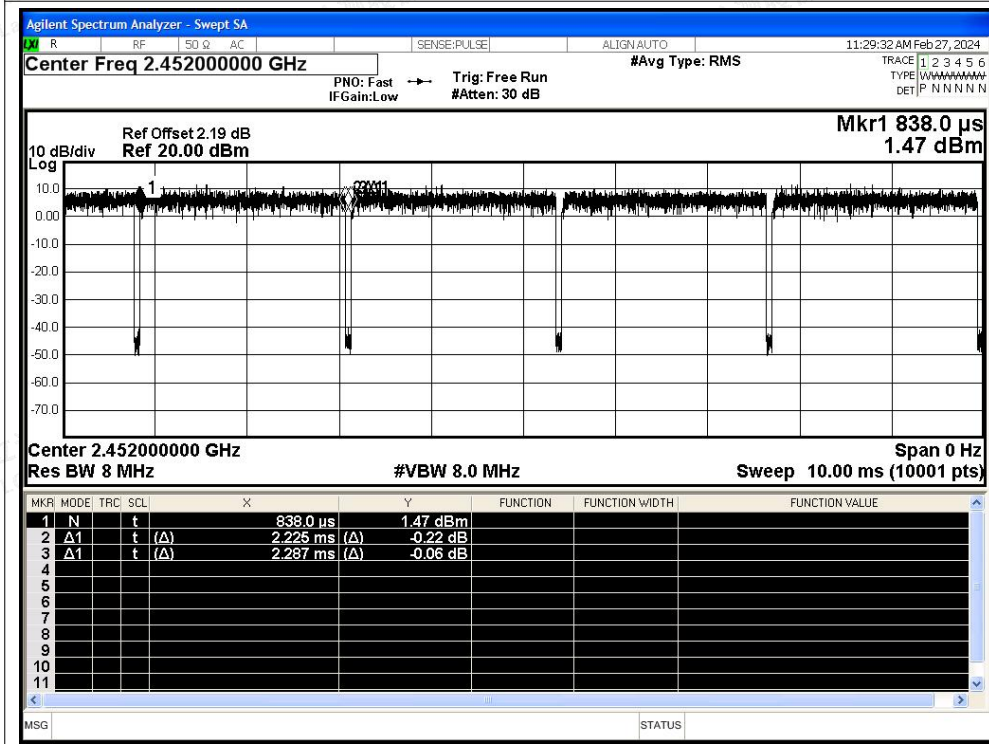 Agilent Spectrum Analyzer - Swept SA
LXI R RF 50 Ω AC SENSE:PULSE ALIGN AUTO 11:29:32 AM Feb 27, 2024
Center Freq 2.452000000 GHz #Avg Type: RMS TRACE 1 2 3 4 5 6
PNO: Fast Trig: Free Run TYPE WWWWWW
IFGain:Low #Atten: 30 dB DET P N N N N N
Mkr1 838.0 µs
Ref Offset 2.19 dB
10 dB/div Ref 20.00 dBm 1.47 dBm
Log
10.0
1
0.00
-10.0
-20.0
-30.0
-40.0
-50.0
-60.0
-70.0
Center 2.452000000 GHz Span 0 Hz
Res BW 8 MHz #VBW 8.0 MHz Sweep 10.00 ms (10001 pts)
MKR MODE TRC SCL X Y FUNCTION FUNCTION WIDTH FUNCTION VALUE
1 N t 838.0 µs 1.47 dBm
2 Δ1 t (Δ) 2.225 ms (Δ) -0.22 dB
3 Δ1 t (Δ) 2.287 ms (Δ) -0.06 dB
4
5
6
7
8
9
10
11
MSG STATUS